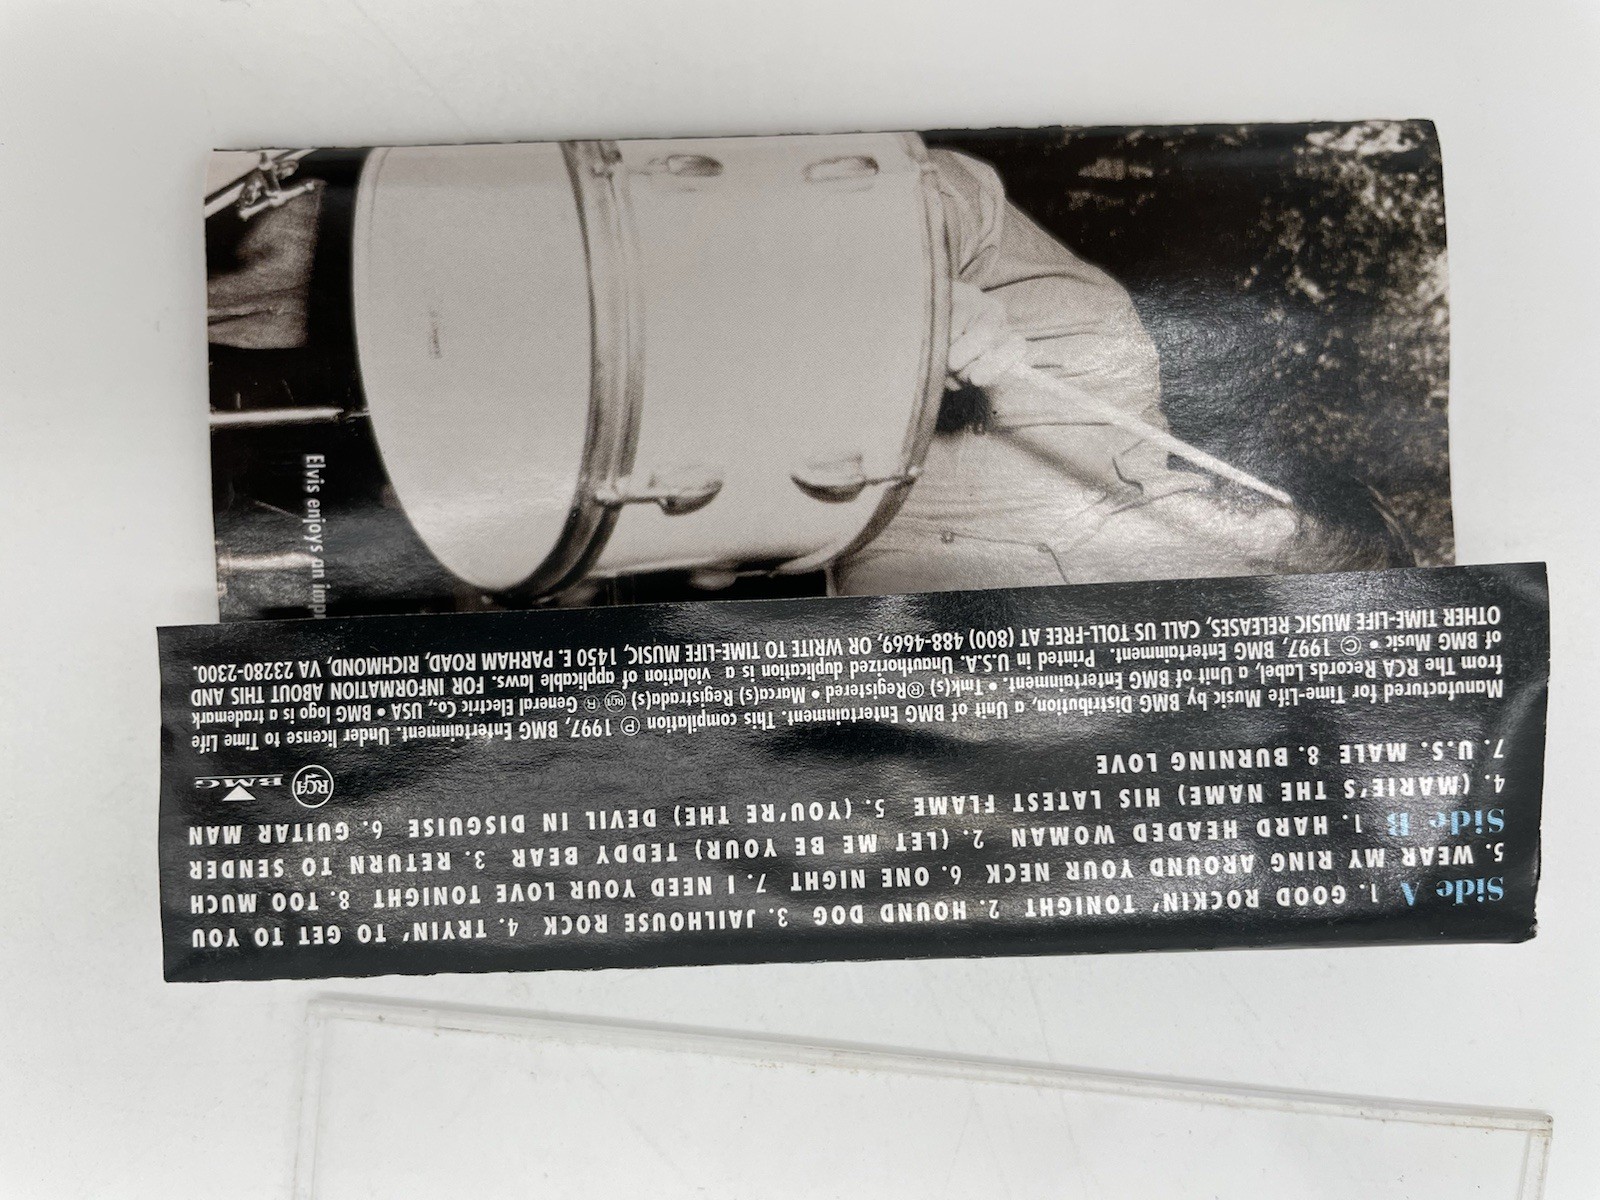 Side A 1. GOOD ROCKIN' TONIGHT 2. HOUND DOG 3. JAILHOUSE ROCK 4. TRYIN' TO GET TO YOU
5. WEAR MY RING AROUND YOUR NECK 6. ONE NIGHT 7. I NEED YOUR LOVE TONIGHT 8. TOO MUCH
Side B 1. HARD HEADED WOMAN 2. (LET ME BE YOUR) TEDDY BEAR 3. RETURN TO SENDER
4. (MARIE'S THE NAME) HIS LATEST FLAME 5. (YOU'RE THE) DEVIL IN DISGUISE 6. GUITAR MAN
7. U.S. MALE 8. BURNING LOVE
RCA BMG
Manufactured for Time-Life Music by BMG Distribution, a Unit of BMG Entertainment. This compilation ℗ 1997, BMG Entertainment. Under license to Time Life
from The RCA Records Label, a Unit of BMG Entertainment. • Tmk(s) ®Registered • Marca(s) Registrada(s) RCA ® General Electric Co., USA • BMG logo is a trademark
of BMG Music • © 1997, BMG Entertainment. Printed in U.S.A. Unauthorized duplication is a violation of applicable laws. FOR INFORMATION ABOUT THIS AND
OTHER TIME-LIFE MUSIC RELEASES, CALL US TOLL-FREE AT (800) 488-4669, OR WRITE TO TIME-LIFE MUSIC, 1450 E. PARHAM ROAD, RICHMOND, VA 23280-2300.
Elvis enjoys an